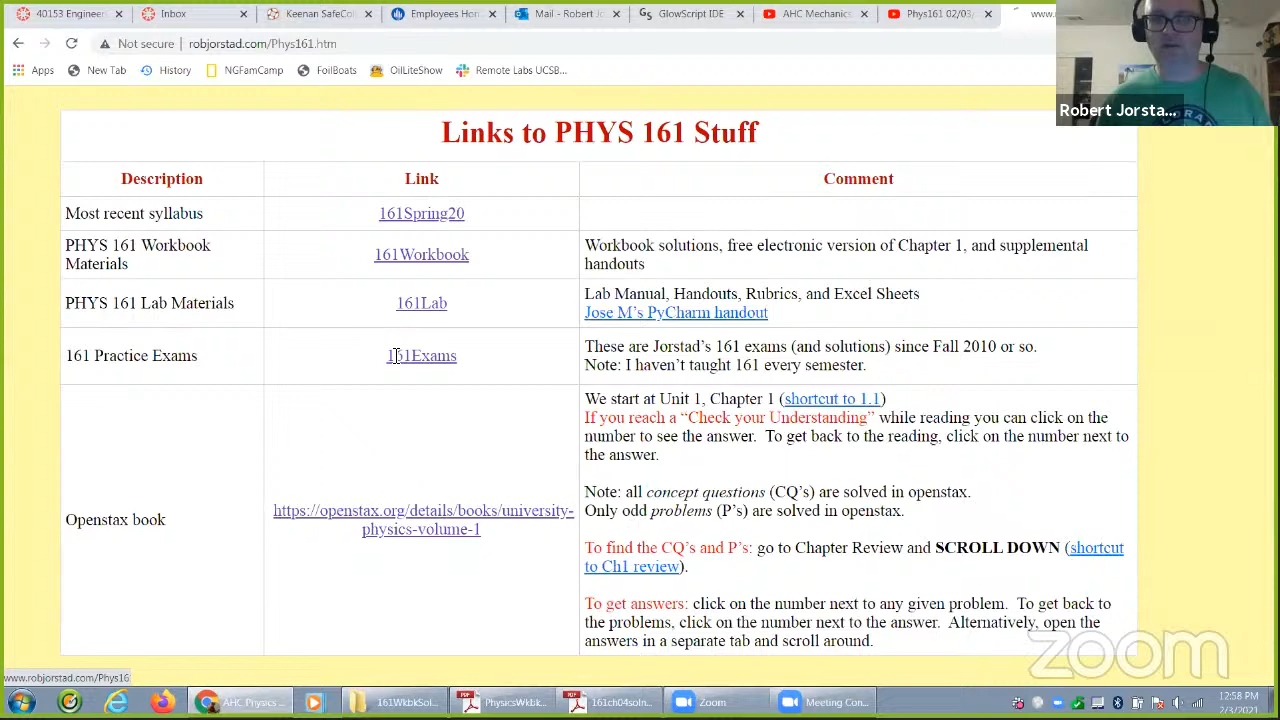 40153 Engineer
Inbox
Keenan SafeCo
Employees Hom
Mail - Robert Jo
GlowScript IDE
AHC Mechanics
Phys161 02/03/
www.ro
Not secure | robjorstad.com/Phys161.htm
Apps
New Tab
History
NGFamCamp
FoilBoats
OilLiteShow
Remote Labs UCSB...
Robert Jorsta...
Links to PHYS 161 Stuff
Description
Link
Comment
Most recent syllabus
161Spring20
PHYS 161 Workbook
Materials
161Workbook
Workbook solutions, free electronic version of Chapter 1, and supplemental
handouts
PHYS 161 Lab Materials
161Lab
Lab Manual, Handouts, Rubrics, and Excel Sheets
Jose M's PyCharm handout
161 Practice Exams
161Exams
These are Jorstad's 161 exams (and solutions) since Fall 2010 or so.
Note: I haven't taught 161 every semester.
Openstax book
https://openstax.org/details/books/university-
physics-volume-1
We start at Unit 1, Chapter 1 (shortcut to 1.1)
If you reach a “Check your Understanding” while reading you can click on the
number to see the answer. To get back to the reading, click on the number next to
the answer.
Note: all concept questions (CQ's) are solved in openstax.
Only odd problems (P's) are solved in openstax.
To find the CQ's and P's: go to Chapter Review and SCROLL DOWN (shortcut
to Ch1 review).
To get answers: click on the number next to any given problem. To get back to
the problems, click on the number next to the answer. Alternatively, open the
answers in a separate tab and scroll around.
zoom
www.robjorstad.com/Phys16
AHC Physics ...
161WkbkSol...
PhysicsWkbk...
161ch04soln...
Zoom
Meeting Con...
12:58 PM
2/3/2021